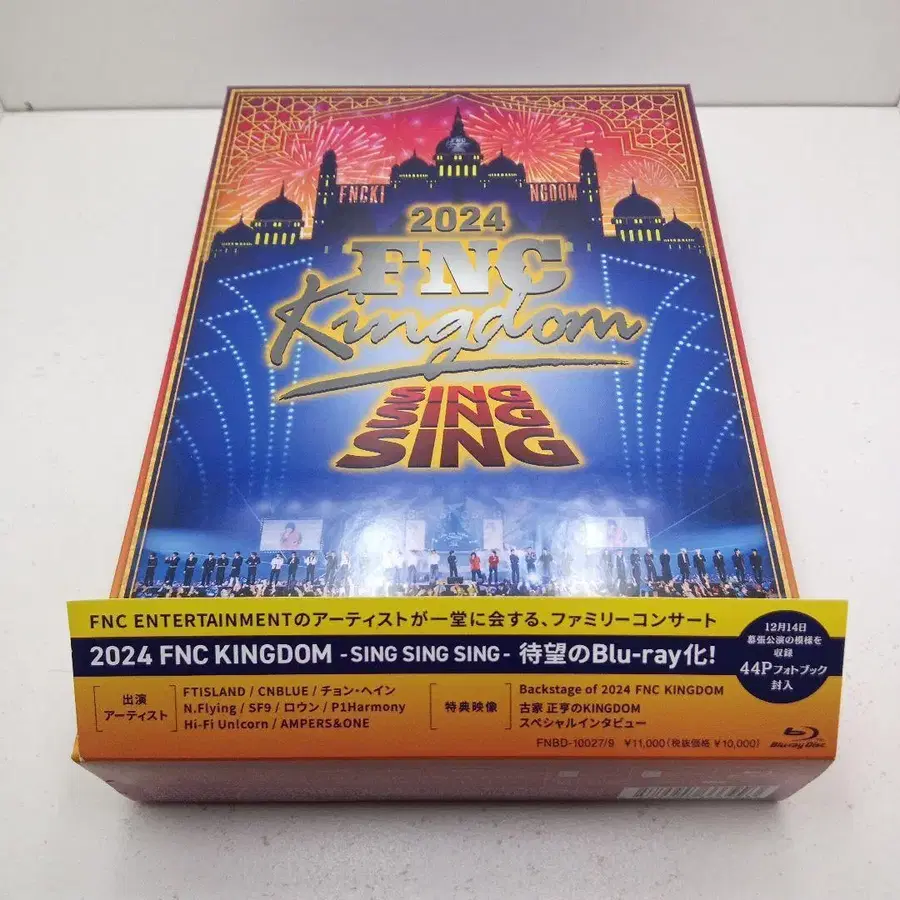 FNCKI NGDOM
2024
FNC
Kingdom
SING
SING
SING
FNC ENTERTAINMENTのアーティストが一堂に会する、ファミリーコンサート
2024 FNC KINGDOM -SING SING SING- 待望のBlu-ray化!
12月14日
幕張公演の模様を
収録
44Pフォトブック
封入
出演
アーティスト
FTISLAND / CNBLUE / チョン・ヘイン
N.Flying / SF9 / ロウン / P1Harmony
Hi-Fi Un!corn / AMPERS&ONE
特典映像
Backstage of 2024 FNC KINGDOM
古家 正亨のKINGDOM
スペシャルインタビュー
FNBD-10027/9 ¥11,000(税抜価格 ¥10,000)
Blu-ray Disc